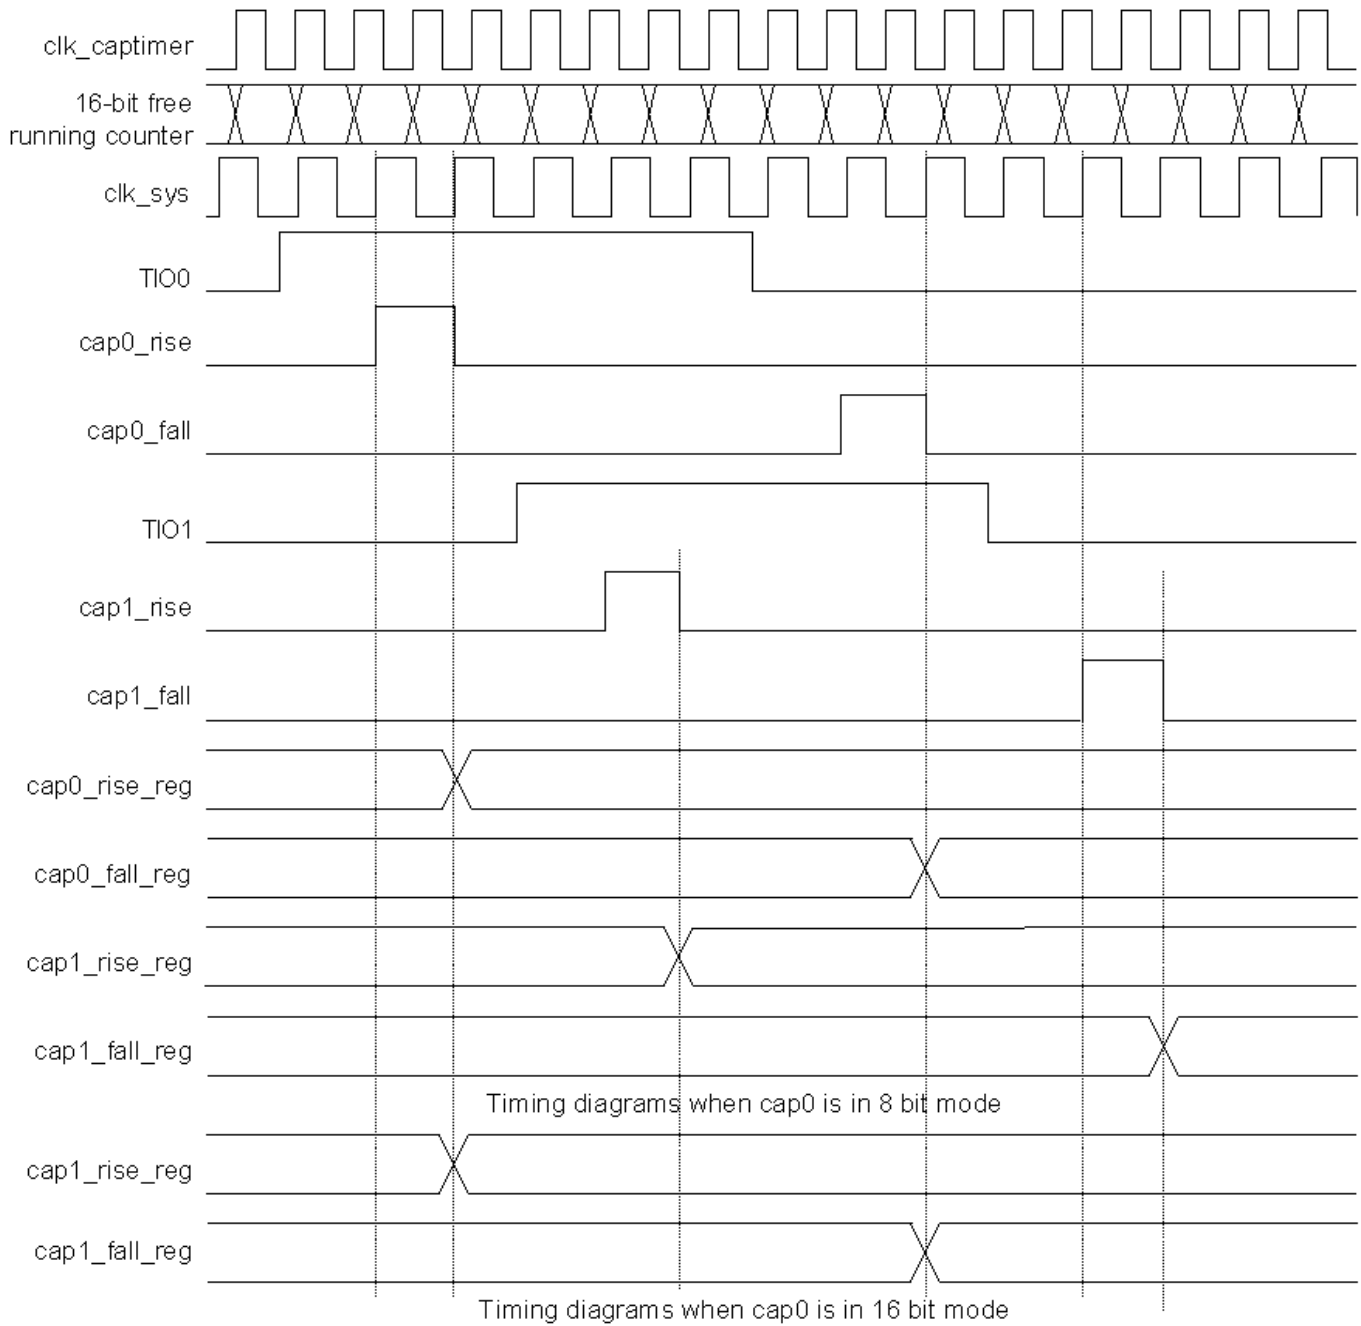 clk_captimer
16-bit free
running counter
clk_sys
TIO0
cap0_rise
cap0_fall
TIO1
cap1_rise
cap1_fall
cap0_rise_reg
cap0_fall_reg
cap1_rise_reg
cap1_fall_reg
Timing diagrams when cap0 is in 8 bit mode
cap1_rise_reg
cap1_fall_reg
Timing diagrams when cap0 is in 16 bit mode